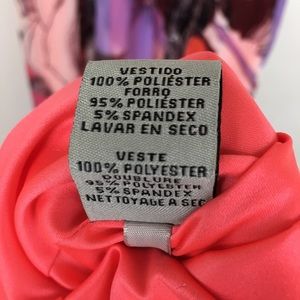 VESTIDO
100% POLIÉSTER
FORRO
95% POLIÉSTER
5% SPANDEX
LAVAR EN SECO
VESTE
100% POLYESTER
DOUBLURE
95% POLYESTER
5% SPANDEX
NETTOYAGE A SEC